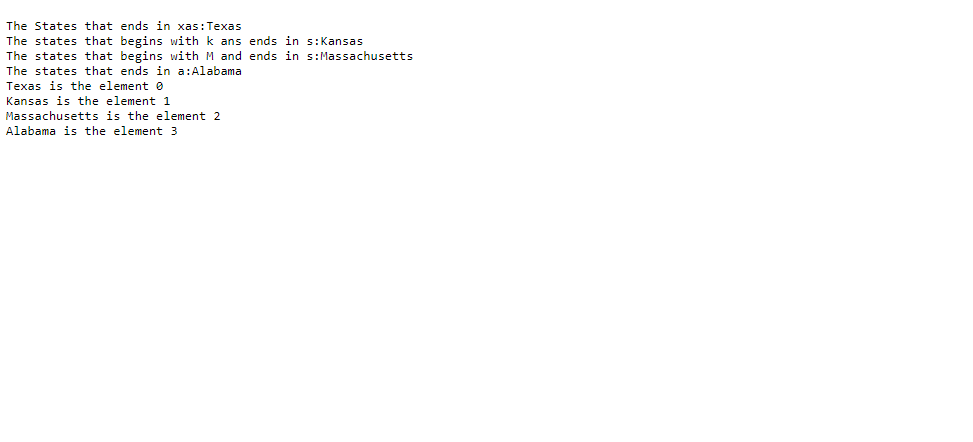 The States that ends in xas:Texas
The states that begins with k ans ends in s:Kansas
The states that begins with M and ends in s:Massachusetts
The states that ends in a:Alabama
Texas is the element 0
Kansas is the element 1
Massachusetts is the element 2
Alabama is the element 3